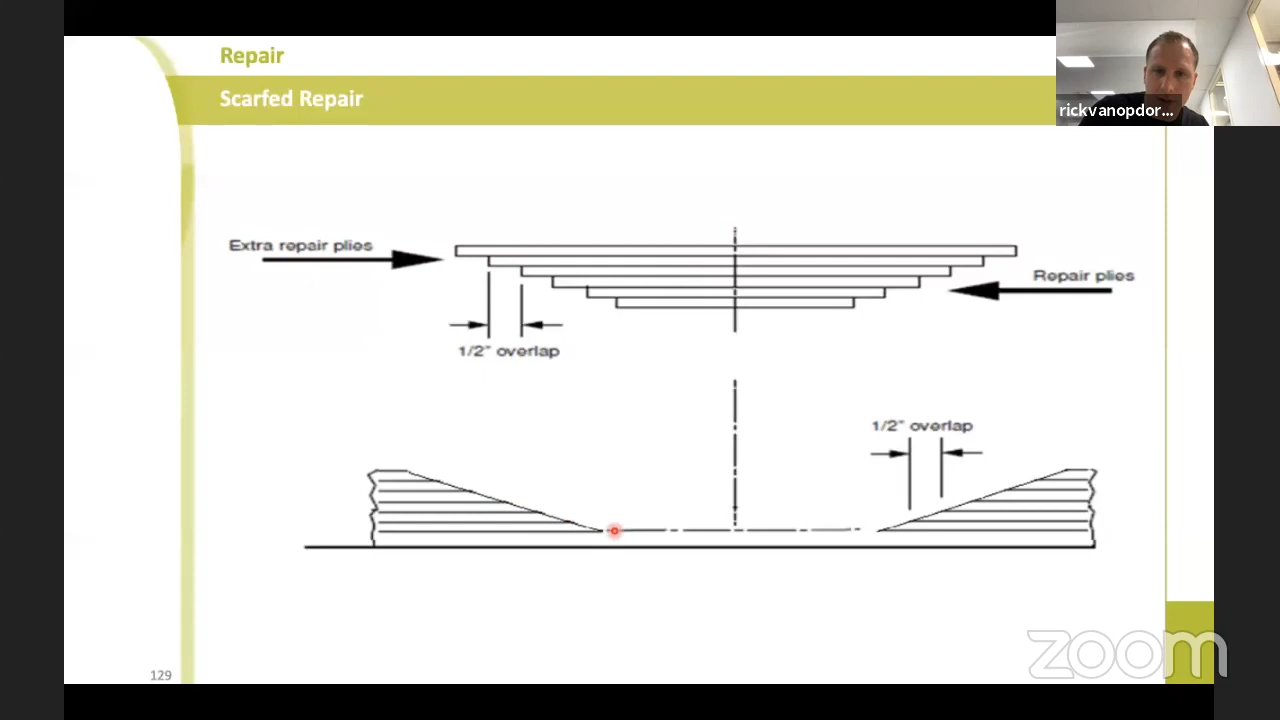 Repair
Scarfed Repair
rickvanopdor...
Extra repair plies
Repair plies
1/2" overlap
1/2" overlap
129
zoom